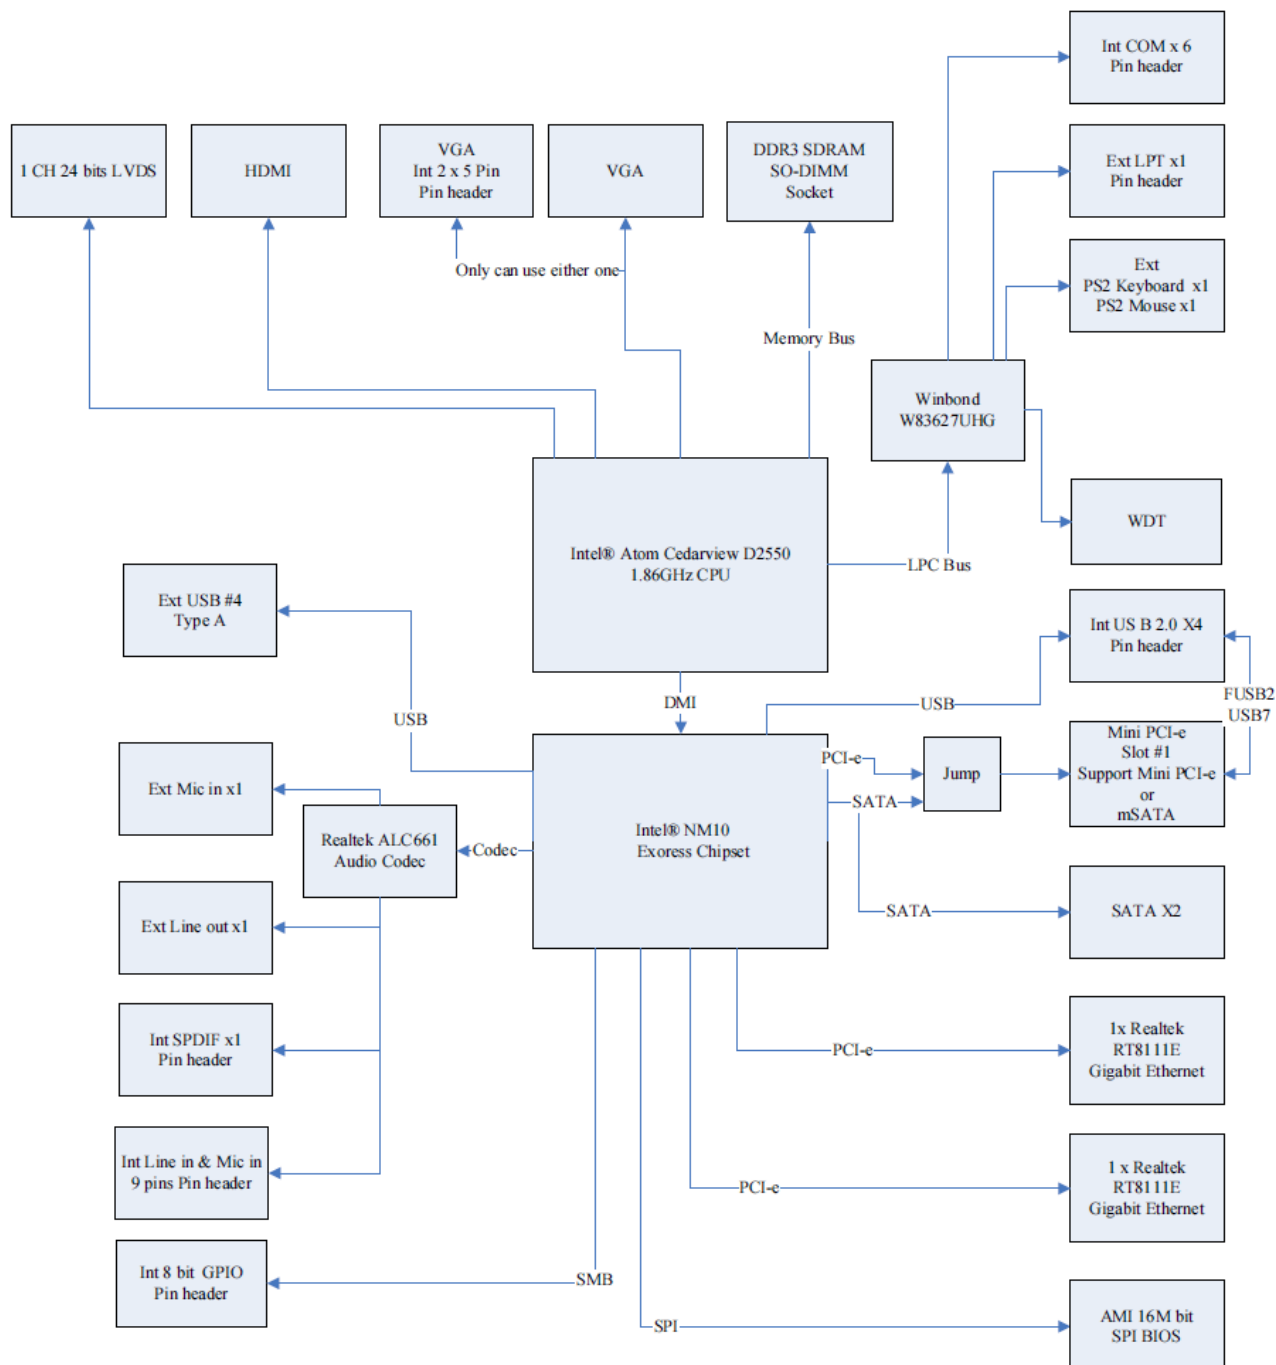 Int COM x 6
Pin header
1 CH 24 bits LVDS
HDMI
VGA
Int 2 x 5 Pin
Pin header
VGA
DDR3 SDRAM
SO-DIMM
Socket
Ext LPT x1
Pin header
Only can use either one
Ext
PS2 Keyboard x1
PS2 Mouse x1
Memory Bus
Winbond
W83627UHG
WDT
Intel® Atom Cedarview D2550
1.86GHz CPU
LPC Bus
Ext USB #4
Type A
Int US B 2.0 X4
Pin header
DMI
USB
USB
FUSB2
USB7
Mini PCI-e
Slot #1
Support Mini PCI-e
or
mSATA
PCI-e
Jump
SATA
Ext Mic in x1
Realtek ALC661
Audio Codec
Codec
Intel® NM10
Exoress Chipset
Ext Line out x1
SATA
SATA X2
Int SPDIF x1
Pin header
PCI-e
1x Realtek
RT8111E
Gigabit Ethernet
Int Line in & Mic in
9 pins Pin header
PCI-e
1 x Realtek
RT8111E
Gigabit Ethernet
Int 8 bit GPIO
Pin header
SMB
SPI
AMI 16M bit
SPI BIOS